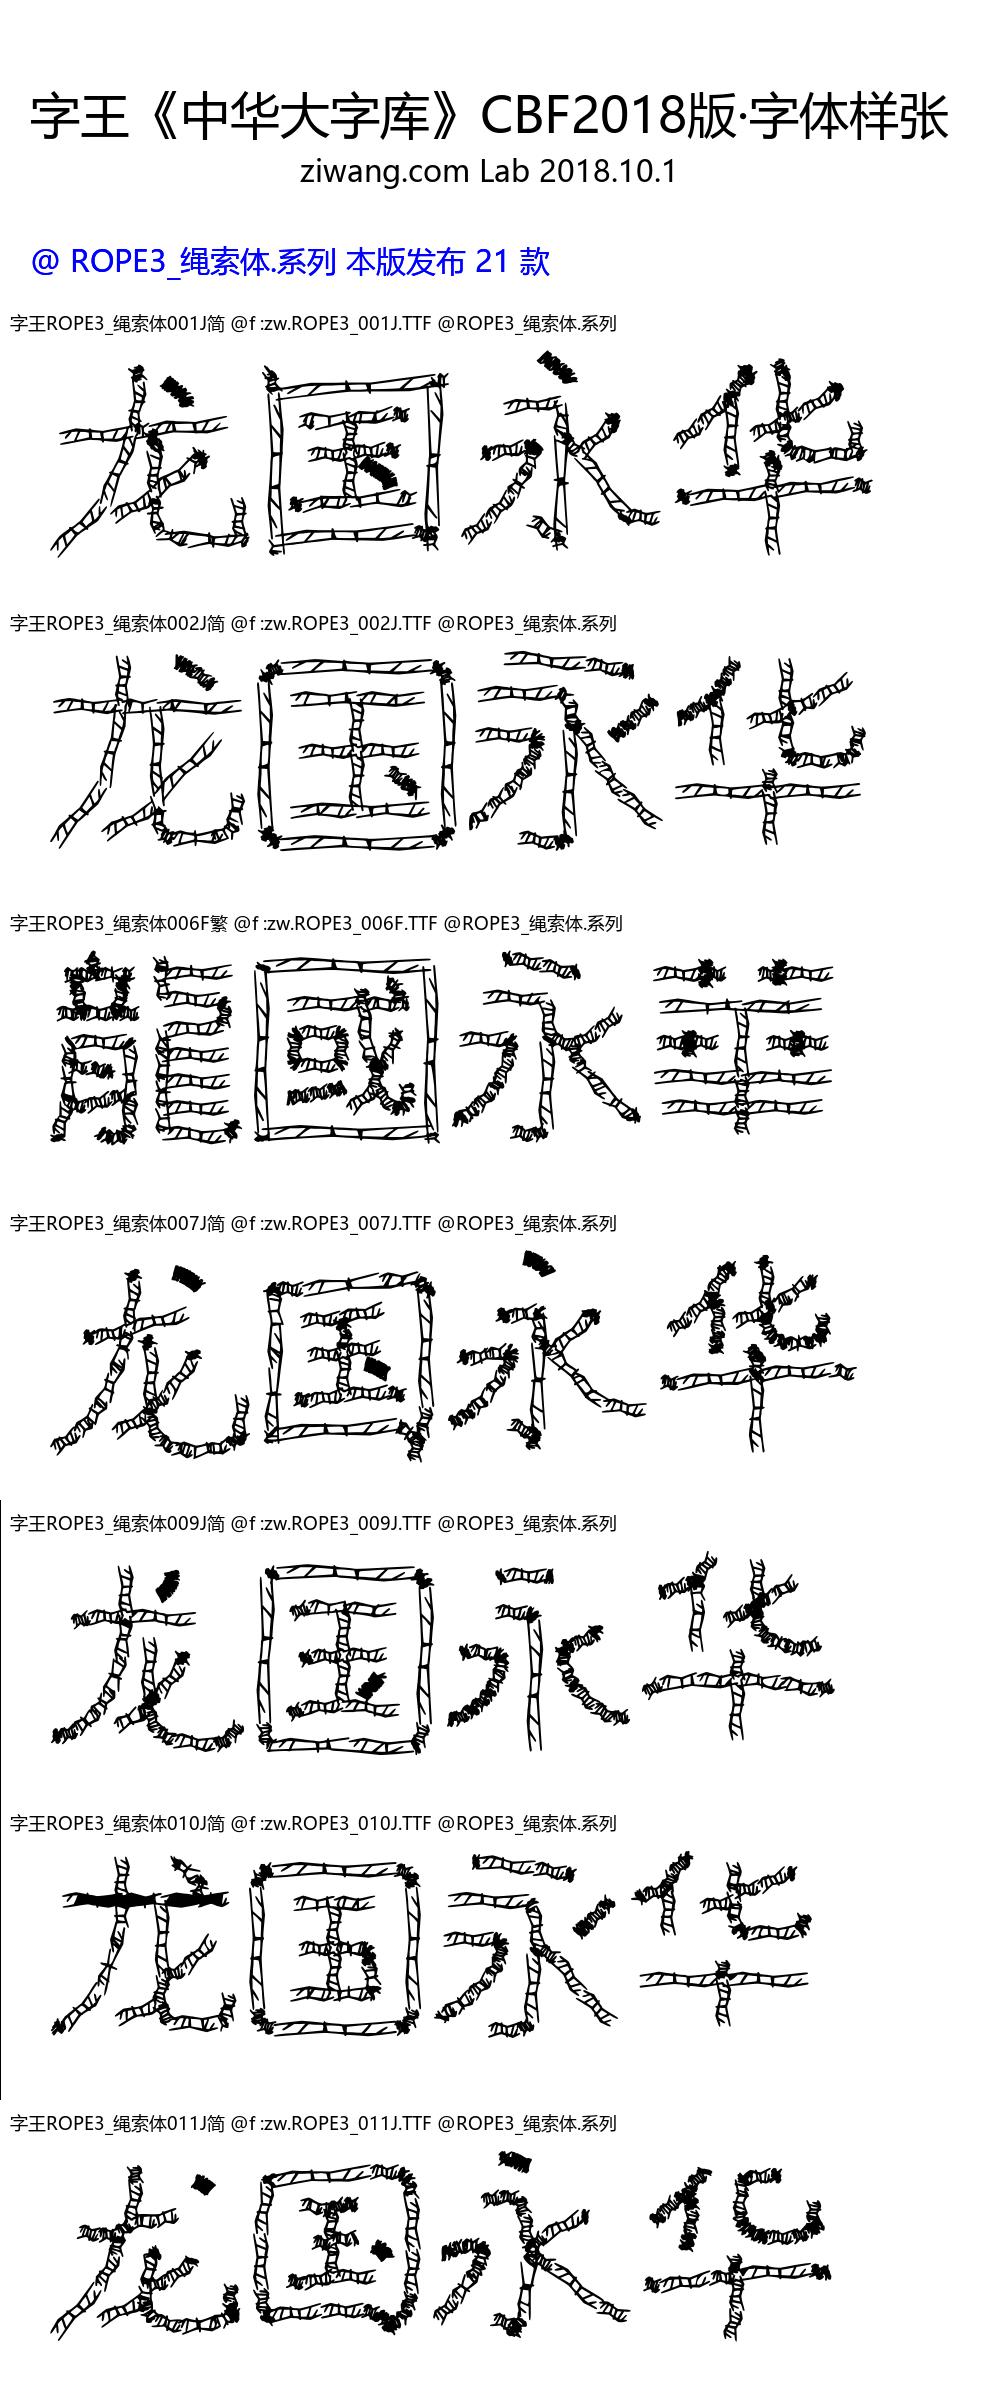 字王《中华大字库》CBF2018版·字体样张
ziwang.com Lab 2018.10.1
@ ROPE3_绳索体.系列 本版发布 21 款
字王ROPE3_绳索体001J简 @f :zw.ROPE3_001J.TTF @ROPE3_绳索体.系列
龙国永华
字王ROPE3_绳索体002J简 @f :zw.ROPE3_002J.TTF @ROPE3_绳索体.系列
龙国永华
字王ROPE3_绳索体006F繁 @f :zw.ROPE3_006F.TTF @ROPE3_绳索体.系列
龍國永華
字王ROPE3_绳索体007J简 @f :zw.ROPE3_007J.TTF @ROPE3_绳索体.系列
龙国永华
字王ROPE3_绳索体009J简 @f :zw.ROPE3_009J.TTF @ROPE3_绳索体.系列
龙国永华
字王ROPE3_绳索体010J简 @f :zw.ROPE3_010J.TTF @ROPE3_绳索体.系列
龙国永华
字王ROPE3_绳索体011J简 @f :zw.ROPE3_011J.TTF @ROPE3_绳索体.系列
龙国永华